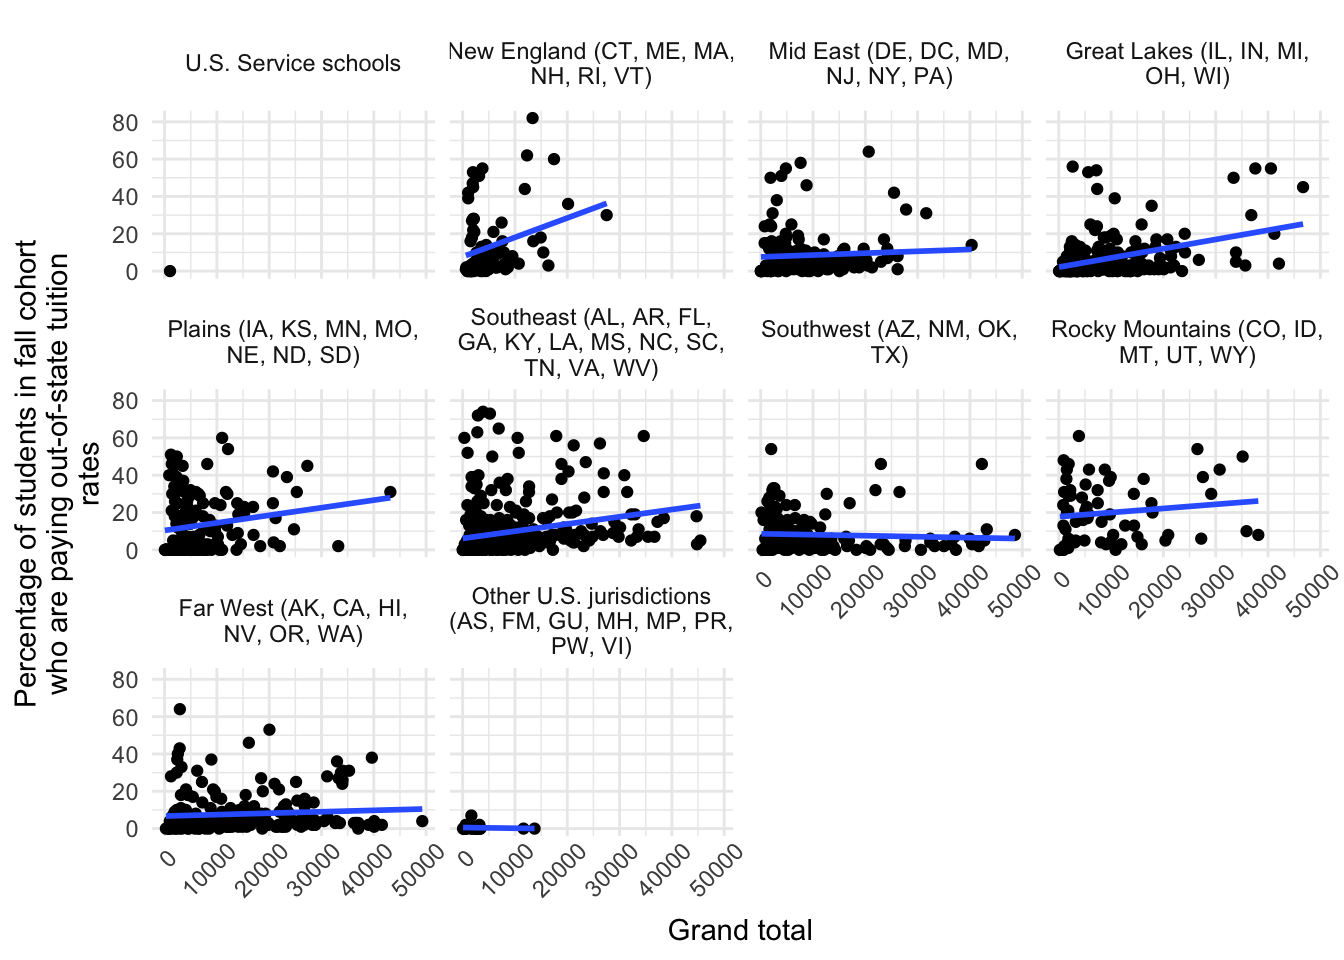 U.S. Service schools
New England (CT, ME, MA,
NH, RI, VT)
Mid East (DE, DC, MD,
NJ, NY, PA)
Great Lakes (IL, IN, MI,
OH, WI)
80
60
40
20
0
Plains (IA, KS, MN, MO,
NE, ND, SD)
Southeast (AL, AR, FL,
GA, KY, LA, MS, NC, SC,
TN, VA, WV)
Southwest (AZ, NM, OK,
TX)
Rocky Mountains (CO, ID,
MT, UT, WY)
80
60
40
20
0
0 10000 20000 30000 40000 50000
0 10000 20000 30000 40000 50000
Far West (AK, CA, HI,
NV, OR, WA)
Other U.S. jurisdictions
(AS, FM, GU, MH, MP, PR,
PW, VI)
80
60
40
20
0
0 10000 20000 30000 40000 50000
0 10000 20000 30000 40000 50000
Percentage of students in fall cohort
who are paying out-of-state tuition
rates
Grand total